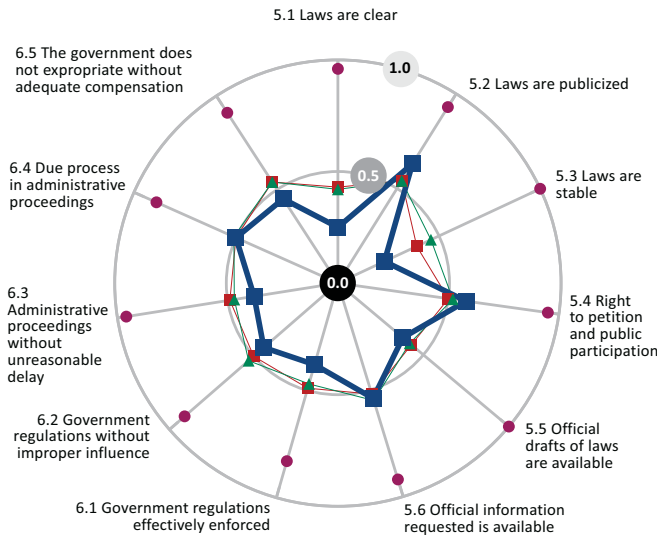 5.1 Laws are clear
1.0
5.2 Laws are publicized
0.5
5.3 Laws are
stable
0.0
5.4 Right
to petition
and public
participation
5.5 Official
drafts of laws
are available
5.6 Official information
requested is available
6.1 Government regulations
effectively enforced
6.2 Government
regulations without
improper influence
6.3
Administrative
proceedings
without
unreasonable
delay
6.4 Due process
in administrative
proceedings
6.5 The government does
not expropriate without
adequate compensation